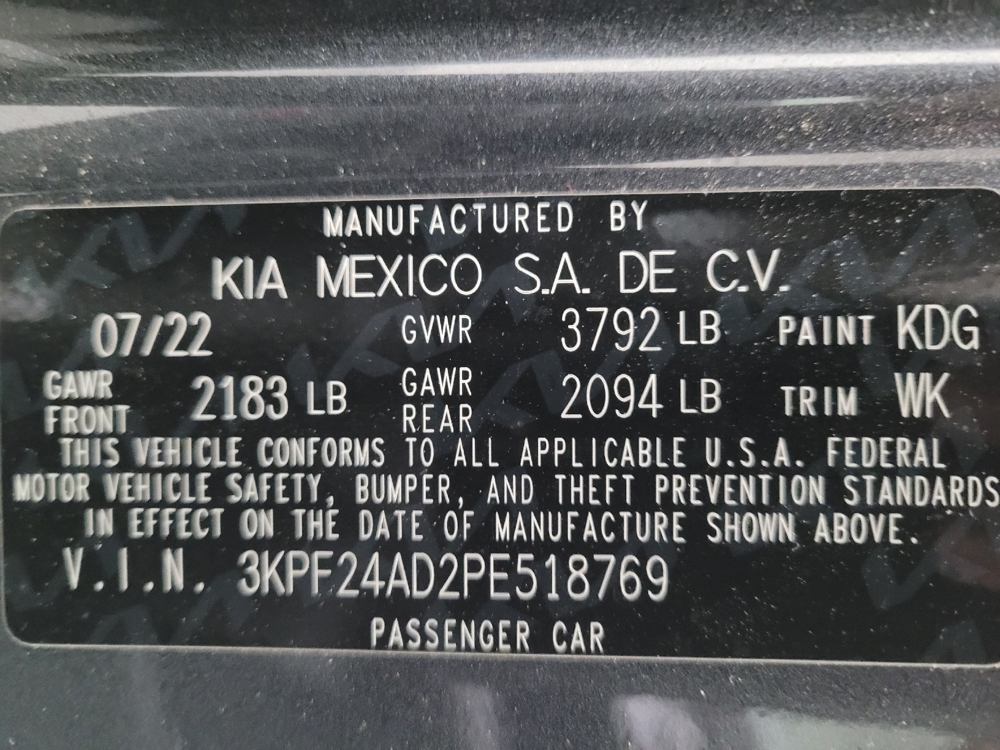 MANUFACTURED BY
KIA MEXICO S.A. DE C.V.
07/22 GVWR 3792 LB PAINT KDG
GAWR FRONT 2183 LB GAWR REAR 2094 LB TRIM WK
THIS VEHICLE CONFORMS TO ALL APPLICABLE U.S.A. FEDERAL
MOTOR VEHICLE SAFETY, BUMPER, AND THEFT PREVENTION STANDARDS
IN EFFECT ON THE DATE OF MANUFACTURE SHOWN ABOVE.
V.I.N. 3KPF24AD2PE518769
PASSENGER CAR